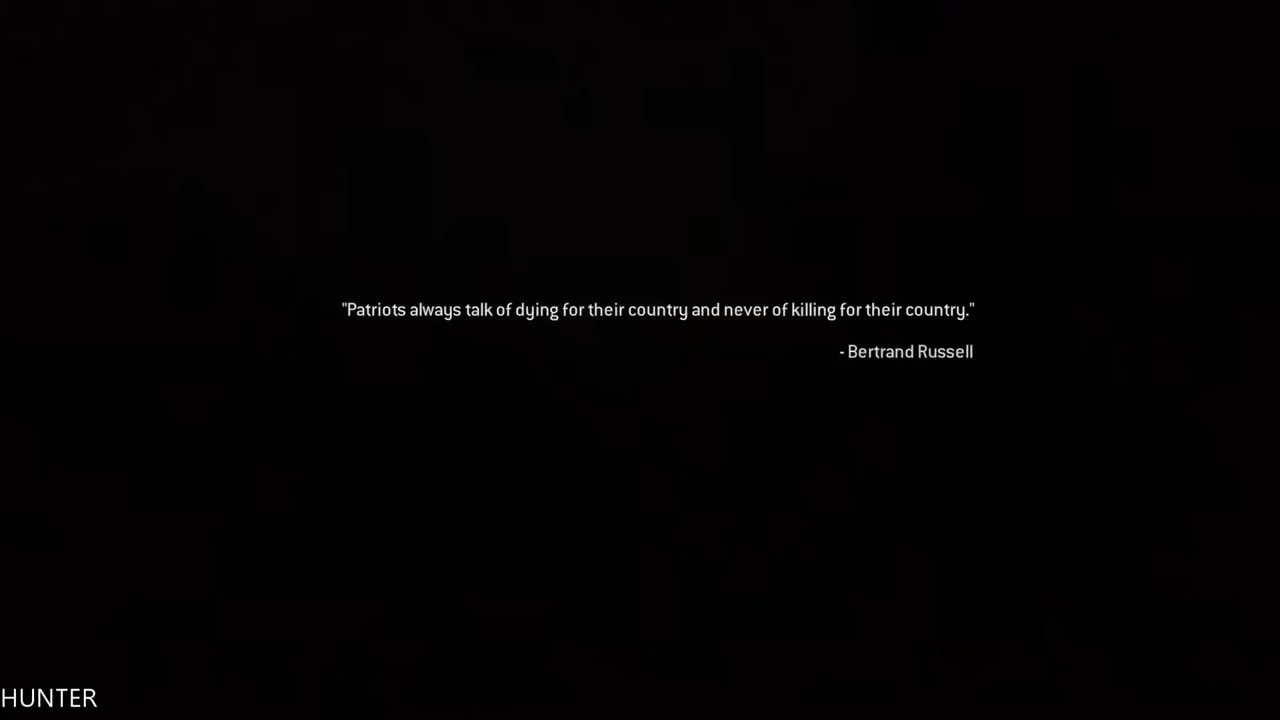 "Patriots always talk of dying for their country and never of killing for their country."
- Bertrand Russell
HUNTER